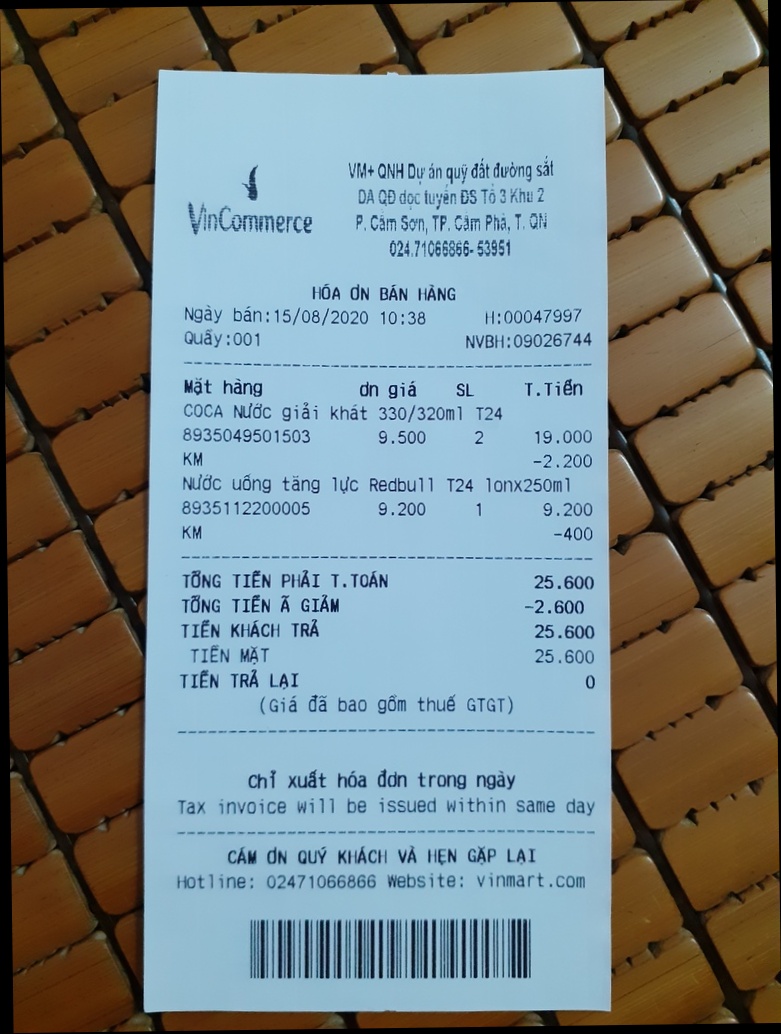 VinCommerce
VM+ QNH Dự án quỹ đất đường sắt
DA QĐ dọc tuyến ĐS Tổ 3 Khu 2
P. Cẩm Sơn, TP. Cẩm Phả, T. QN
024.71066866- 53951
HÓA ƠN BÁN HÀNG
Ngày bán:15/08/2020 10:38 H:00047997
Quầy:001 NVBH:09026744
Mặt hàng ơn giá SL T.Tiền
COCA Nước giải khát 330/320ml T24
8935049501503 9.500 2 19.000
KM -2.200
Nước uống tăng lực Redbull T24 lonx250ml
8935112200005 9.200 1 9.200
KM -400
TỔNG TIỀN PHẢI T.TOÁN 25.600
TỔNG TIỀN Ã GIẢM -2.600
TIỀN KHÁCH TRẢ 25.600
TIỀN MẶT 25.600
TIỀN TRẢ LẠI 0
(Giá đã bao gồm thuế GTGT)
Chỉ xuất hóa đơn trong ngày
Tax invoice will be issued within same day
CÁM ƠN QUÝ KHÁCH VÀ HẸN GẶP LẠI
Hotline: 02471066866 Website: vinmart.com